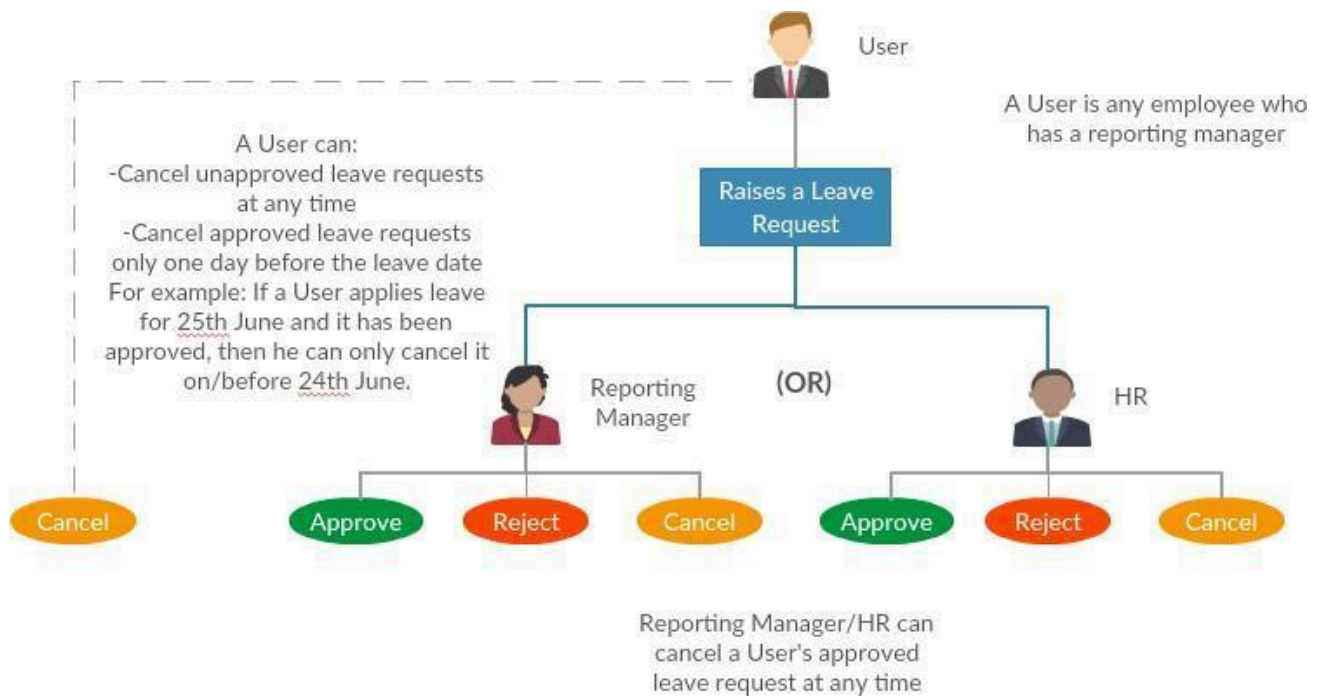 User
A User is any employee who
has a reporting manager
A User can:
-Cancel unapproved leave requests
at any time
-Cancel approved leave requests
only one day before the leave date
For example: If a User applies leave
for 25th June and it has been
approved, then he can only cancel it
on/before 24th June.
Raises a Leave
Request
Reporting
Manager
(OR)
HR
Cancel
Approve
Reject
Cancel
Approve
Reject
Cancel
Reporting Manager/HR can
cancel a User's approved
leave request at any time